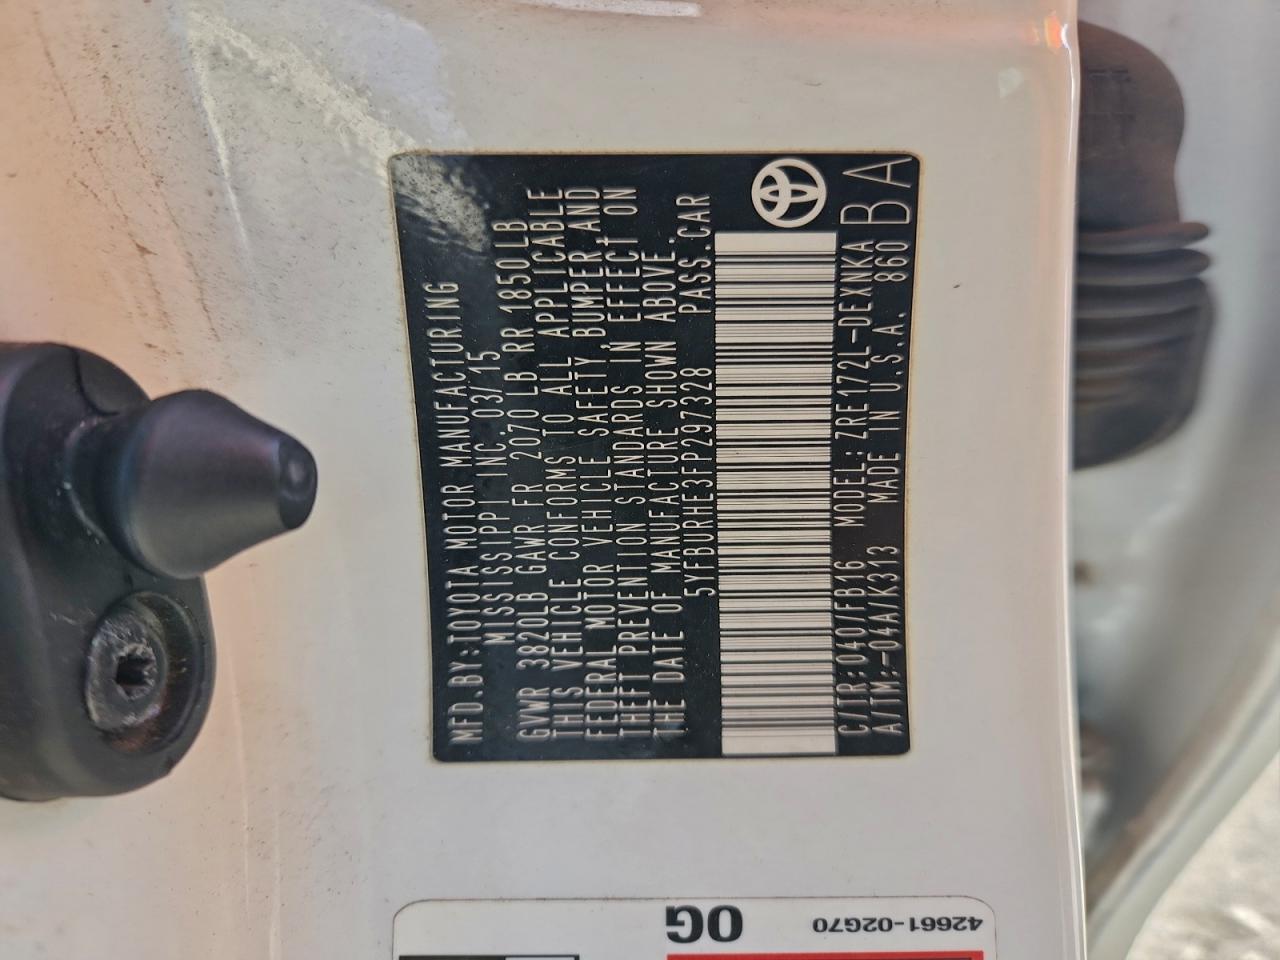 MFD.BY:TOYOTA MOTOR MANUFACTURING
MISSISSIPPI INC. 03/15
GVWR 3820LB GAWR FR 2070 LB RR 1850LB
THIS VEHICLE CONFORMS TO ALL APPLICABLE
FEDERAL MOTOR VEHICLE SAFETY, BUMPER, AND
THEFT PREVENTION STANDARDS IN EFFECT ON
THE DATE OF MANUFACTURE SHOWN ABOVE.
5YFBURHE3FP297328 PASS.CAR
C/TR:040/FB16 MODEL: ZRE172L-DEXNKA B
A/TM:-04A/K313 MADE IN U.S.A. 860 BA
42661-02G70
0G